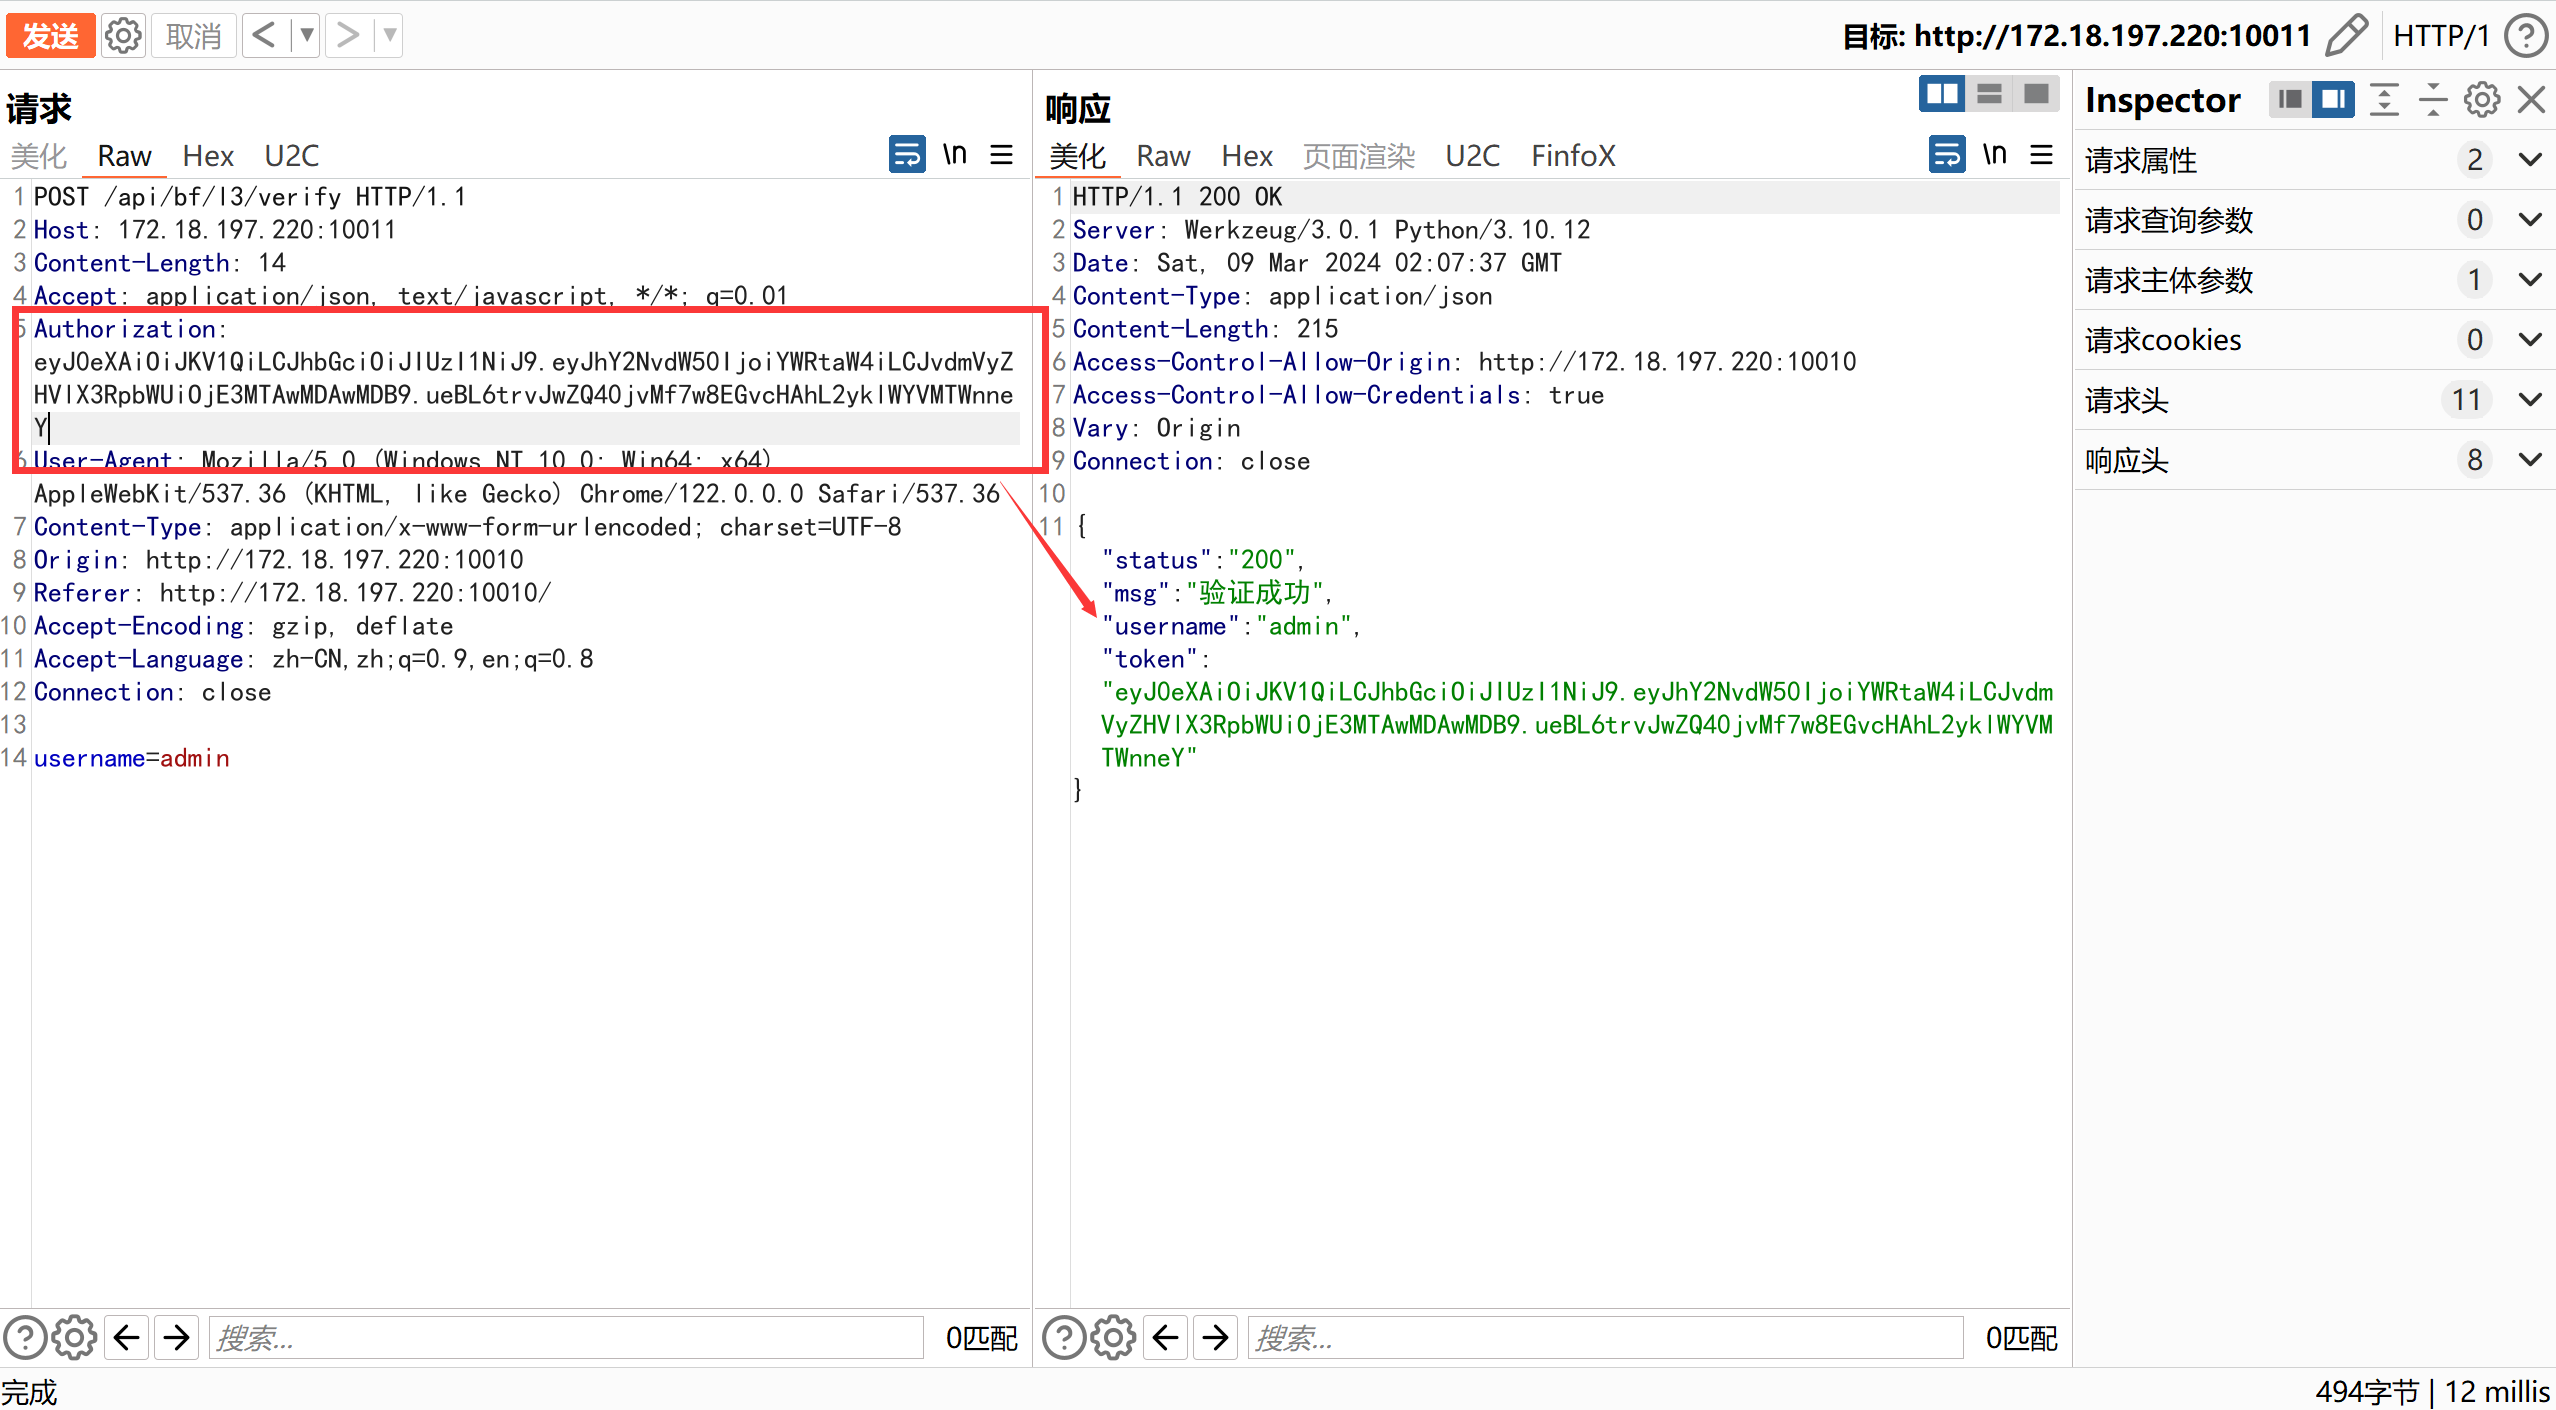 发送 取消 < ▼ > ▼ 目标: http://172.18.197.220:10011 HTTP/1 ?
请求
美化 Raw Hex U2C \n
1 POST /api/bf/l3/verify HTTP/1.1
2 Host: 172.18.197.220:10011
3 Content-Length: 14
4 Accept: application/json, text/javascript, */*; q=0.01
5 Authorization:
eyJ0eXAiOiJKV1QiLCJhbGciOiJIUzI1NiJ9.eyJhY2NvdW50IjoiYWRtaW4iLCJvdmVyZ
HVlX3RpbWUiOjE3MTAwMDAwMDB9.ueBL6trvJwZQ40jvMf7w8EGvcHAhL2yklWYVMTWnne
Y
6 User-Agent: Mozilla/5.0 (Windows NT 10.0; Win64; x64)
AppleWebKit/537.36 (KHTML, like Gecko) Chrome/122.0.0.0 Safari/537.36
7 Content-Type: application/x-www-form-urlencoded; charset=UTF-8
8 Origin: http://172.18.197.220:10010
9 Referer: http://172.18.197.220:10010/
10 Accept-Encoding: gzip, deflate
11 Accept-Language: zh-CN,zh;q=0.9,en;q=0.8
12 Connection: close
13
14 username=admin
? 搜索... 0匹配
响应
美化 Raw Hex 页面渲染 U2C FinfoX \n
1 HTTP/1.1 200 OK
2 Server: Werkzeug/3.0.1 Python/3.10.12
3 Date: Sat, 09 Mar 2024 02:07:37 GMT
4 Content-Type: application/json
5 Content-Length: 215
6 Access-Control-Allow-Origin: http://172.18.197.220:10010
7 Access-Control-Allow-Credentials: true
8 Vary: Origin
9 Connection: close
10
11 {
"status":"200",
"msg":"验证成功",
"username":"admin",
"token":
"eyJ0eXAiOiJKV1QiLCJhbGciOiJIUzI1NiJ9.eyJhY2NvdW50IjoiYWRtaW4iLCJvdm
VyZHVlX3RpbWUiOjE3MTAwMDAwMDB9.ueBL6trvJwZQ40jvMf7w8EGvcHAhL2yklWYVM
TWnneY"
}
? 搜索... 0匹配
Inspector
请求属性 2
请求查询参数 0
请求主体参数 1
请求cookies 0
请求头 11
响应头 8
完成 494字节 | 12 millis